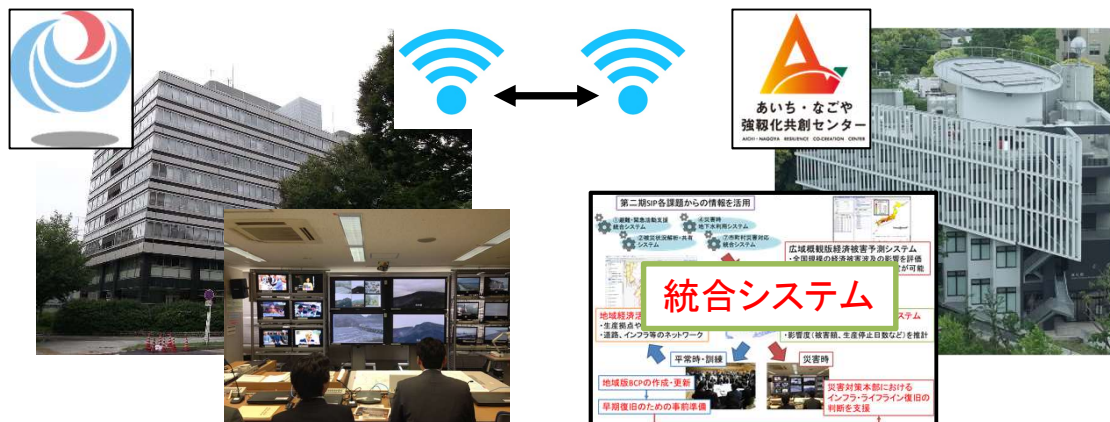 あいち・なごや
強靱化共創センター
AICHI・NAGOYA RESILIENCE CO-CREATION CENTER
第二期SIP各課題からの情報を活用
①避難・緊急活動支援
統合システム
④災害時
地下水利用システム
②被災状況解析・共有
システム
⑦市町村災害対応
統合システム
広域概観版経済被害予測システム
・全国規模の経済被害波及の影響を評価
が可能
統合システム
地域経済活
・生産拠点や
・道路、インフラ等のネットワーク
ステム
・影響度(被害額、生産停止日数など)を推計
平常時・訓練
災害時
地域版BCPの作成・更新
早期復旧のための事前準備
災害対策本部における
インフラ・ライフライン復旧の
判断を支援